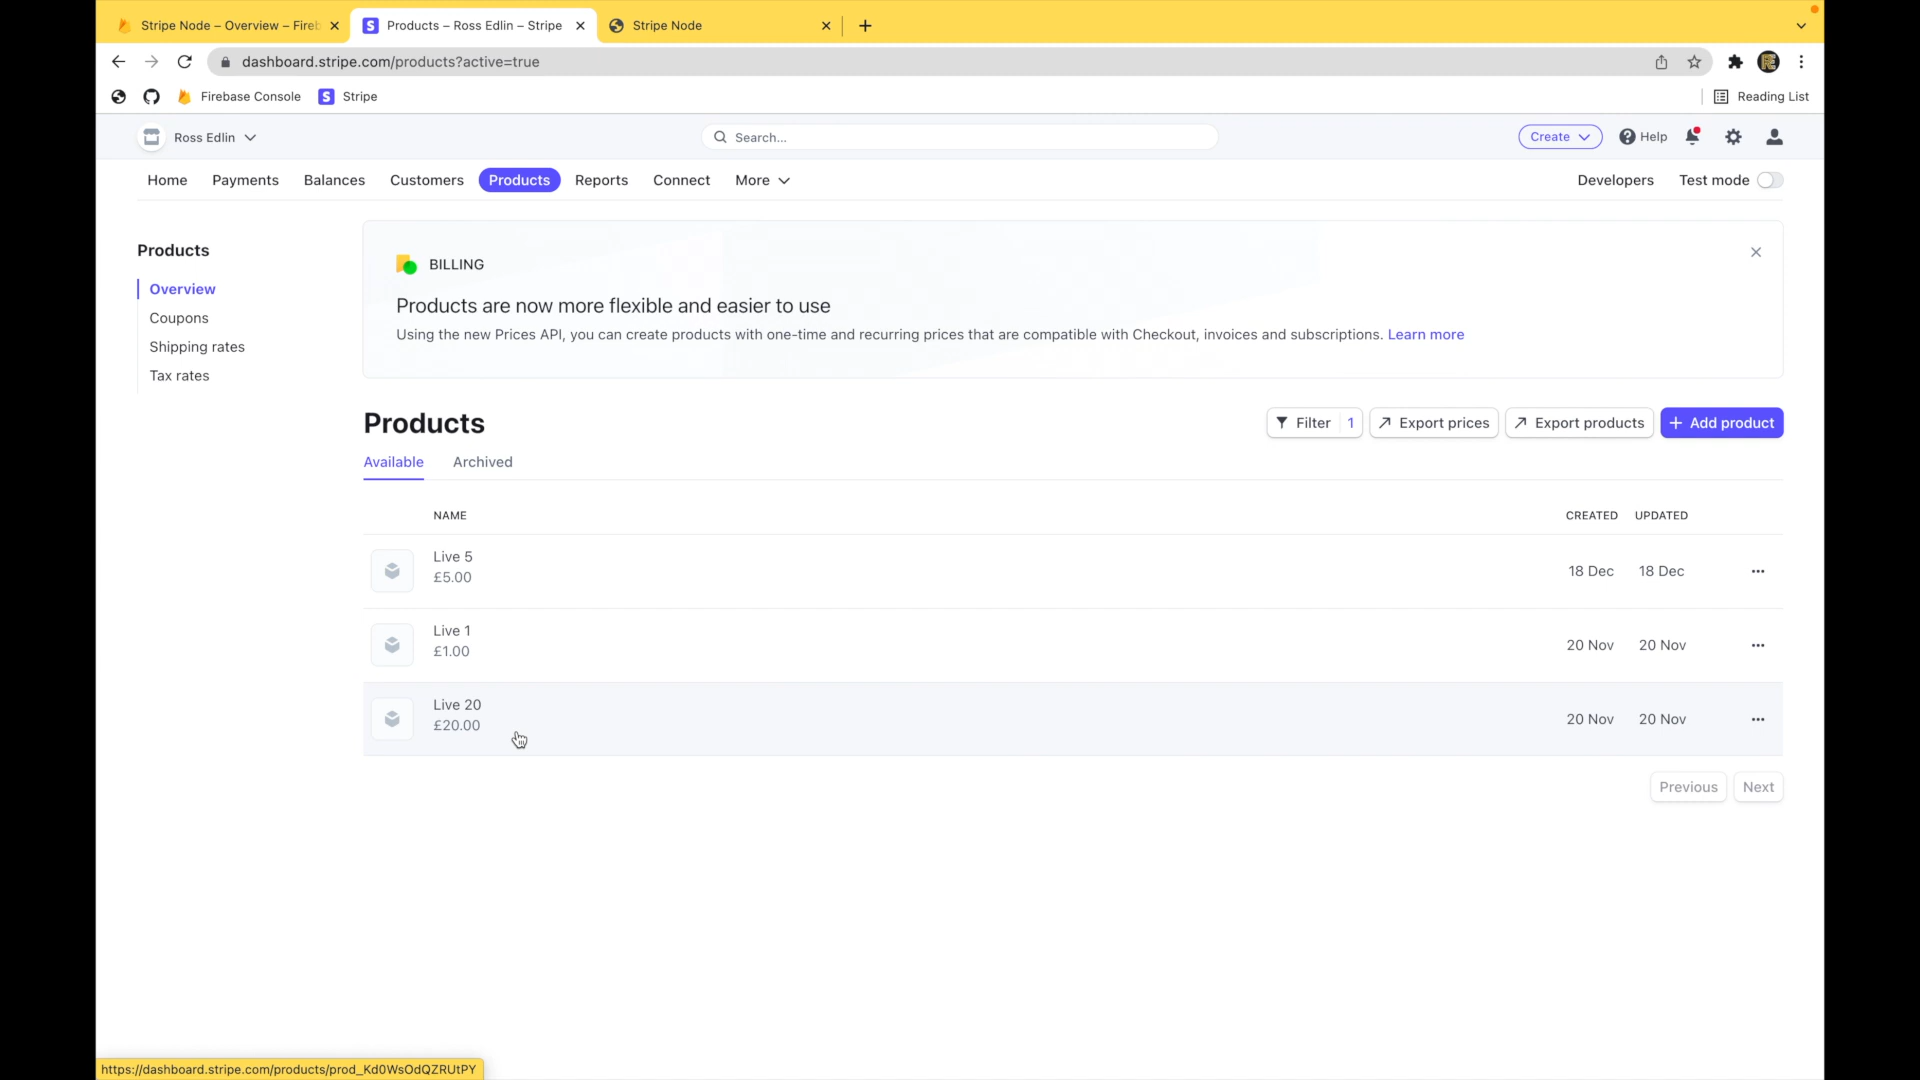 Stripe Node – Overview – Fireb
Products – Ross Edlin – Stripe
Stripe Node
dashboard.stripe.com/products?active=true
Firebase Console
Stripe
Reading List
Ross Edlin
Search...
Create
Help
Home
Payments
Balances
Customers
Products
Reports
Connect
More
Developers
Test mode
Products
Overview
Coupons
Shipping rates
Tax rates
BILLING
Products are now more flexible and easier to use
Using the new Prices API, you can create products with one-time and recurring prices that are compatible with Checkout, invoices and subscriptions. Learn more
Products
Filter 1
Export prices
Export products
+ Add product
Available
Archived
NAME
CREATED
UPDATED
Live 5
£5.00
18 Dec
18 Dec
Live 1
£1.00
20 Nov
20 Nov
Live 20
£20.00
20 Nov
20 Nov
Previous
Next
https://dashboard.stripe.com/products/prod_Kd0WsOdQZRUtPY